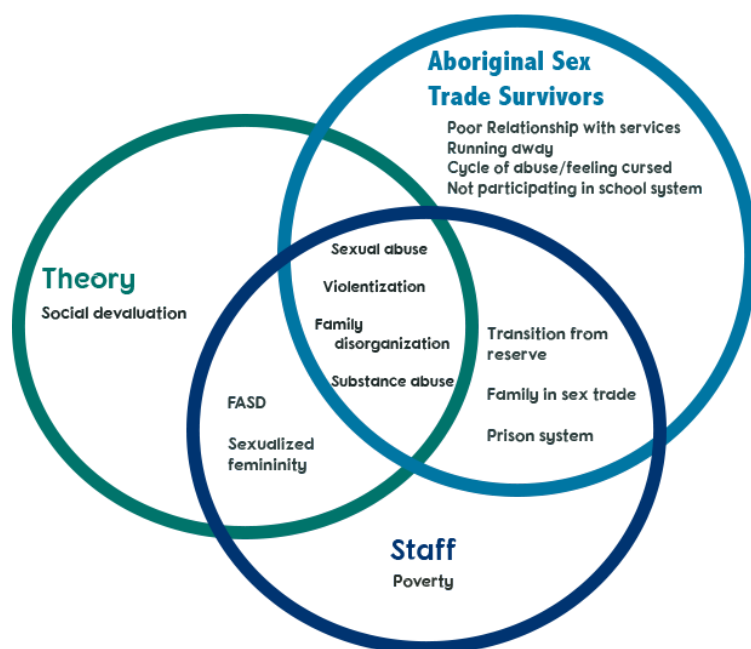 Aboriginal Sex
Trade Survivors
Poor Relationship with services
Running away
Cycle of abuse/feeling cursed
Not participating in school system
Theory
Social devaluation
Sexual abuse
Violentization
Family
disorganization
Substance abuse
Transition from
reserve
Family in sex trade
Prison system
FASD
Sexualized
femininity
Staff
Poverty